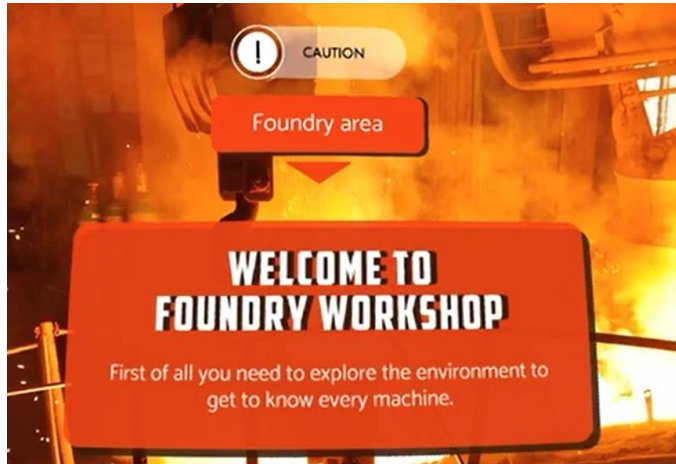 !
CAUTION
Foundry area
WELCOME TO
FOUNDRY WORKSHOP
First of all you need to explore the environment to
get to know every machine.